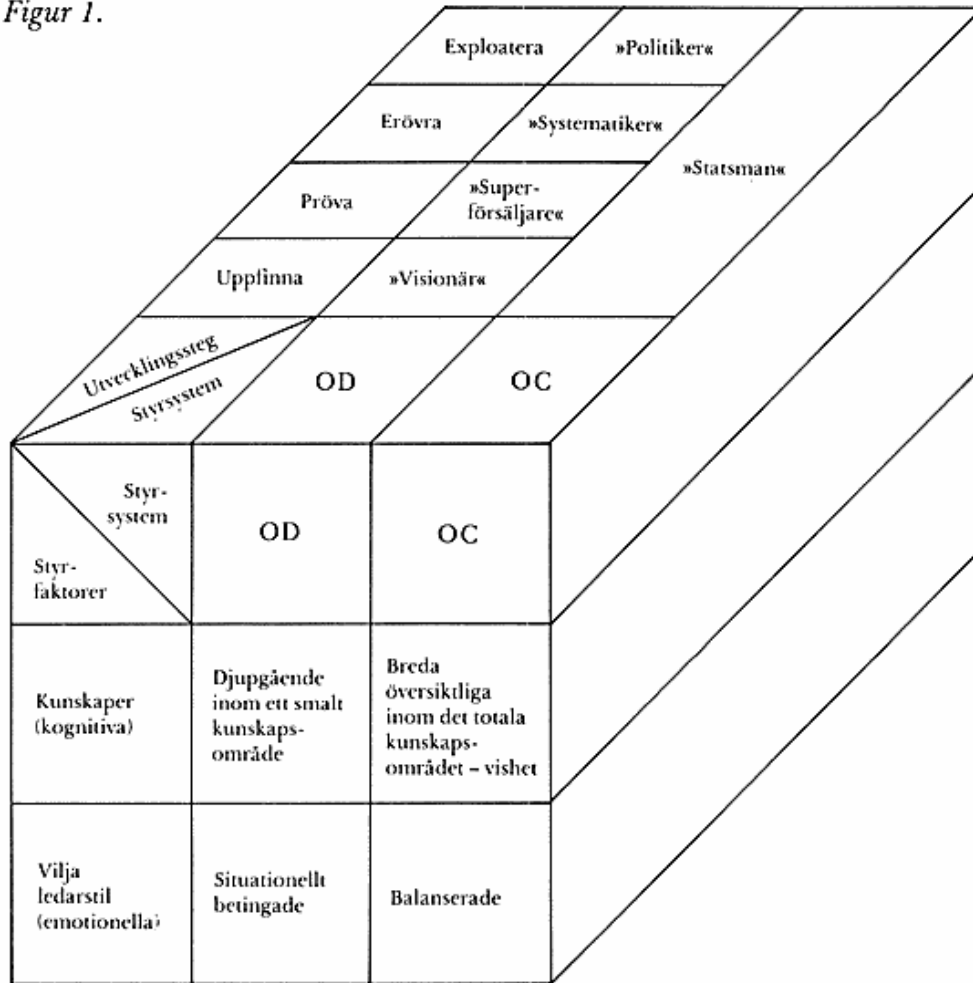 Figur 1.
Exploatera
»Politiker«
Erövra
»Systematiker«
»Statsman«
Pröva
»Super-
försäljare«
Uppfinna
»Visionär«
Utvecklingssteg
Styrsystem
OD
OC
Styr-
system
Styr-
faktorer
OD
OC
Kunskaper
(kognitiva)
Djupgående
inom ett smalt
kunskaps-
område
Breda
översiktliga
inom det totala
kunskaps-
området – vishet
Vilja
ledarstil
(emotionella)
Situationellt
betingade
Balanserade